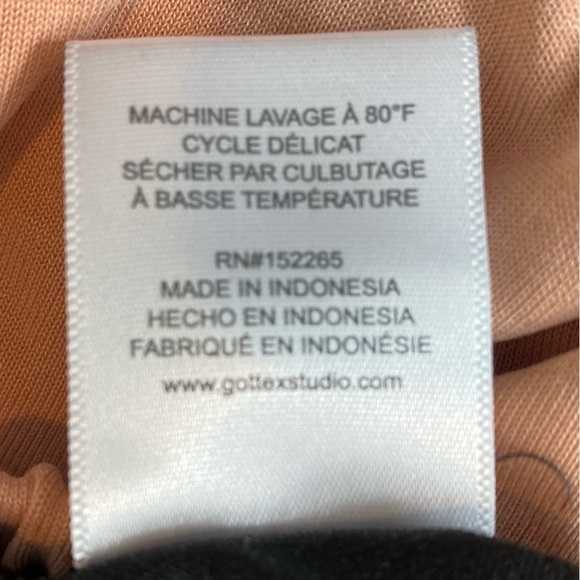 MACHINE LAVAGE À 80°F
CYCLE DÉLICAT
SÉCHER PAR CULBUTAGE
À BASSE TEMPÉRATURE
RN#152265
MADE IN INDONESIA
HECHO EN INDONESIA
FABRIQUÉ EN INDONÉSIE
www.gottexstudio.com